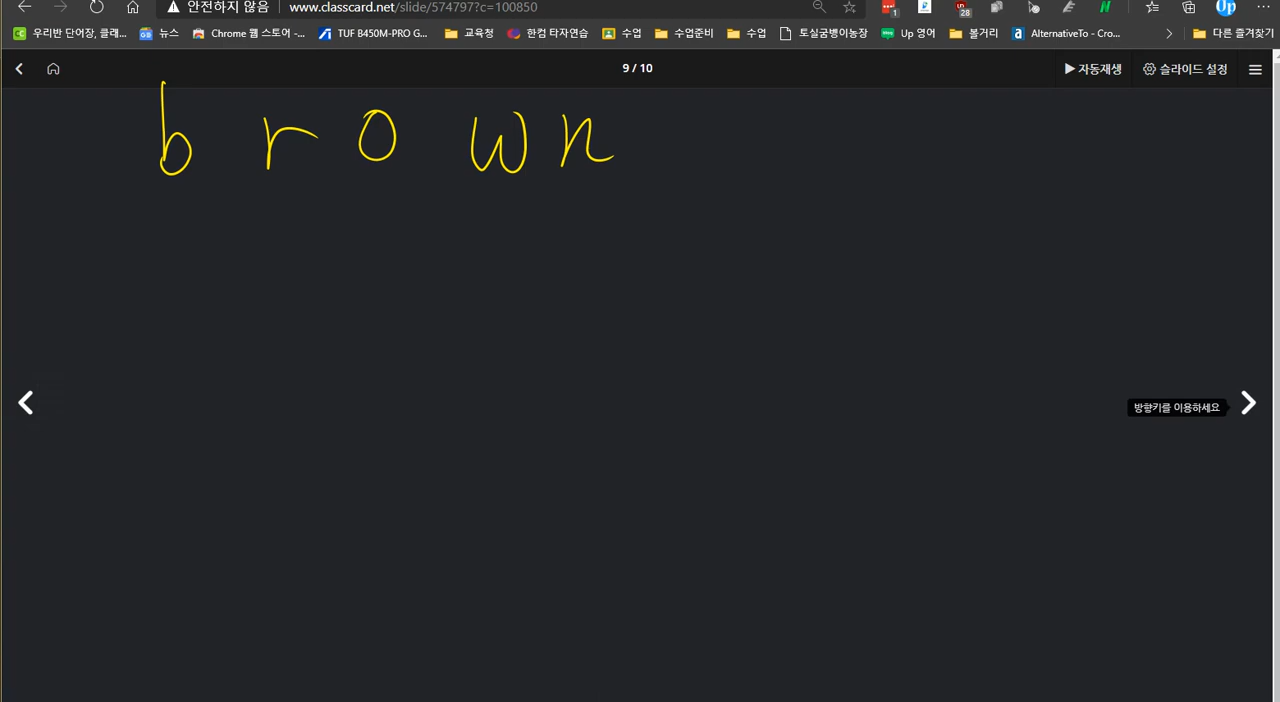 안전하지 않음 www.classcard.net/slide/574797?c=100850 1 28 Up
우리반 단어장, 클래... 뉴스 Chrome 웹 스토어 -... TUF B450M-PRO G... 교육청 한컴 타자연습 수업 수업준비 수업 토실굼벵이농장 Up 영어 볼거리 AlternativeTo - Cro... 다른 즐겨찾기
9 / 10 자동재생 슬라이드 설정
b r o w n
방향키를 이용하세요